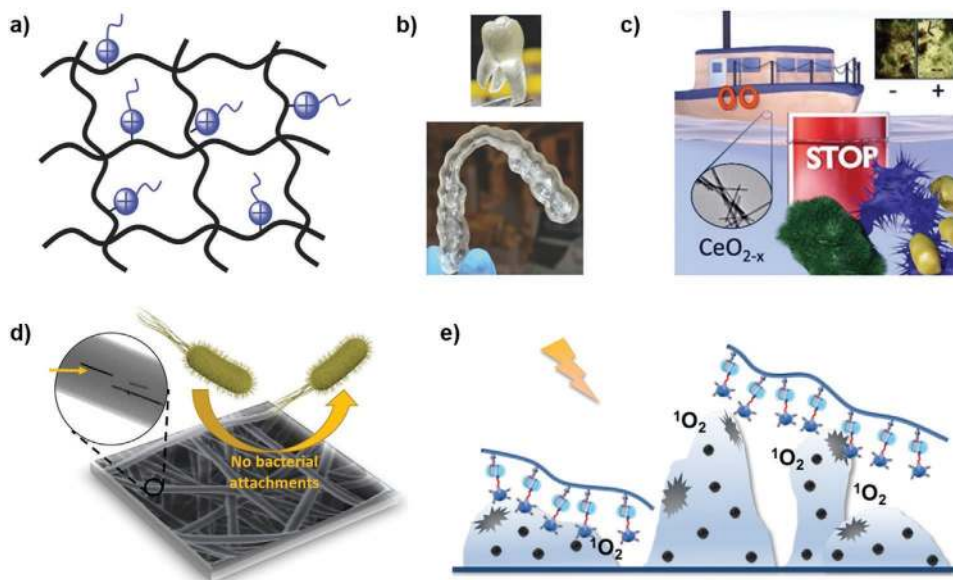 a)
b)
c)
- +
STOP
CeO₂₋ₓ
d)
No bacterial
attachments
e)
¹O₂
¹O₂
¹O₂
¹O₂